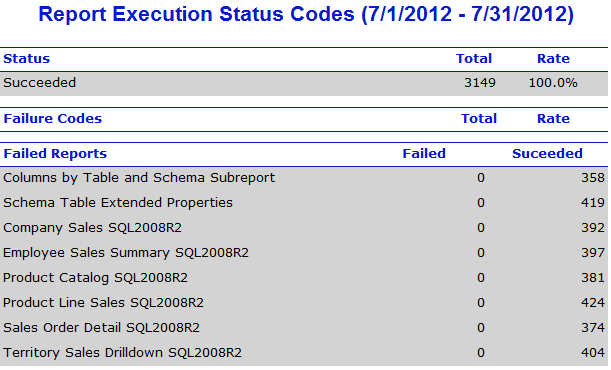 Report Execution Status Codes (7/1/2012 - 7/31/2012)
Status Total Rate
Succeeded 3149 100.0%
Failure Codes Total Rate
Failed Reports Failed Suceeded
Columns by Table and Schema Subreport 0 358
Schema Table Extended Properties 0 419
Company Sales SQL2008R2 0 392
Employee Sales Summary SQL2008R2 0 397
Product Catalog SQL2008R2 0 381
Product Line Sales SQL2008R2 0 424
Sales Order Detail SQL2008R2 0 374
Territory Sales Drilldown SQL2008R2 0 404